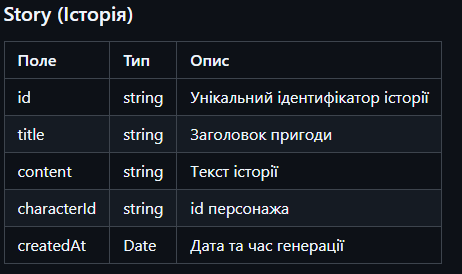 Story (Історія)
Поле Тип Опис
id string Унікальний ідентифікатор історії
title string Заголовок пригоди
content string Текст історії
characterId string id персонажа
createdAt Date Дата та час генерації